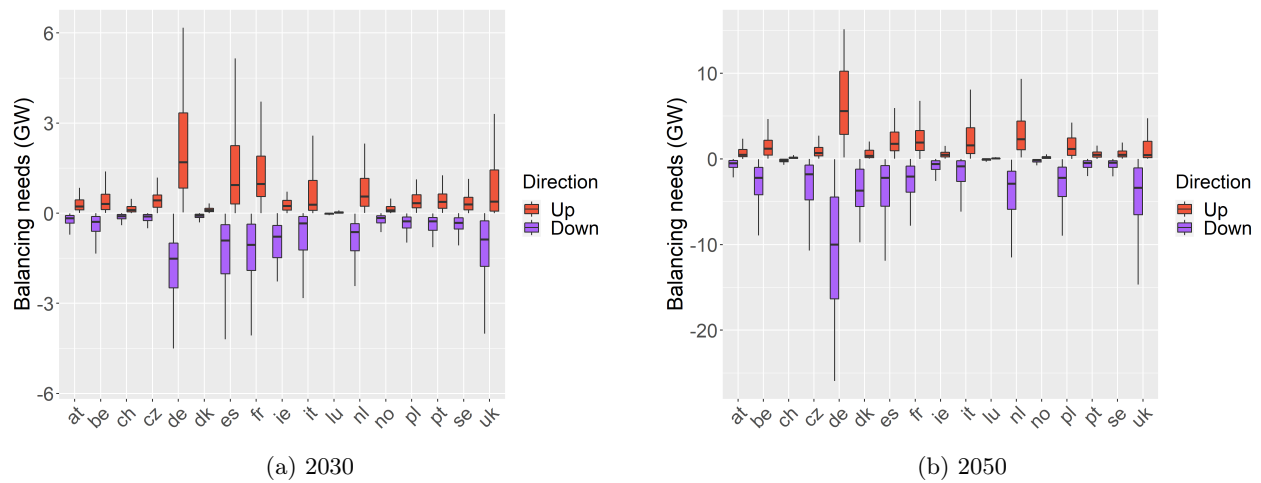 Balancing needs (GW)
6
3
0
-3
-6
at be ch cz de dk es fr ie it lu nl no pl pt se uk
Direction
Up
Down
(a) 2030
Balancing needs (GW)
10
0
-10
-20
at be ch cz de dk es fr ie it lu nl no pl pt se uk
Direction
Up
Down
(b) 2050